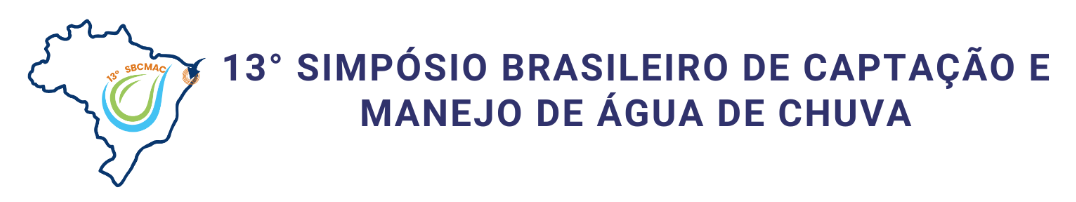 13° SBCMAC
13° SIMPÓSIO BRASILEIRO DE CAPTAÇÃO E
MANEJO DE ÁGUA DE CHUVA